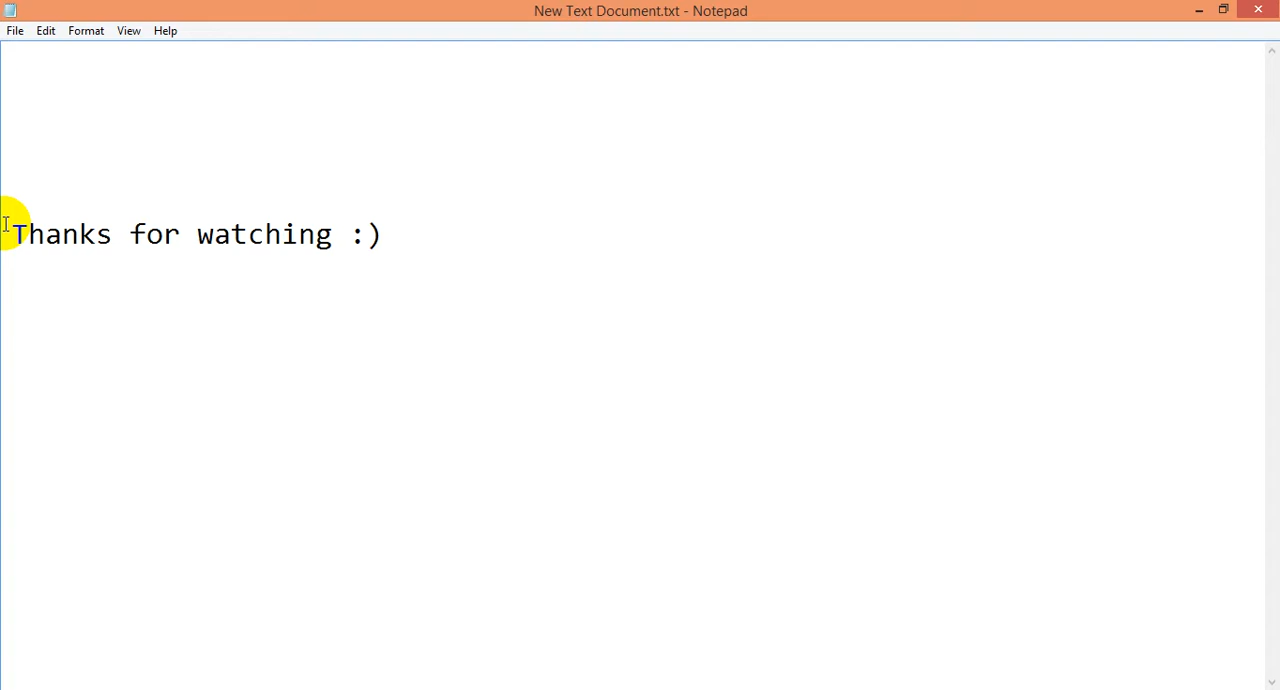 New Text Document.txt - Notepad
File Edit Format View Help
Thanks for watching :)